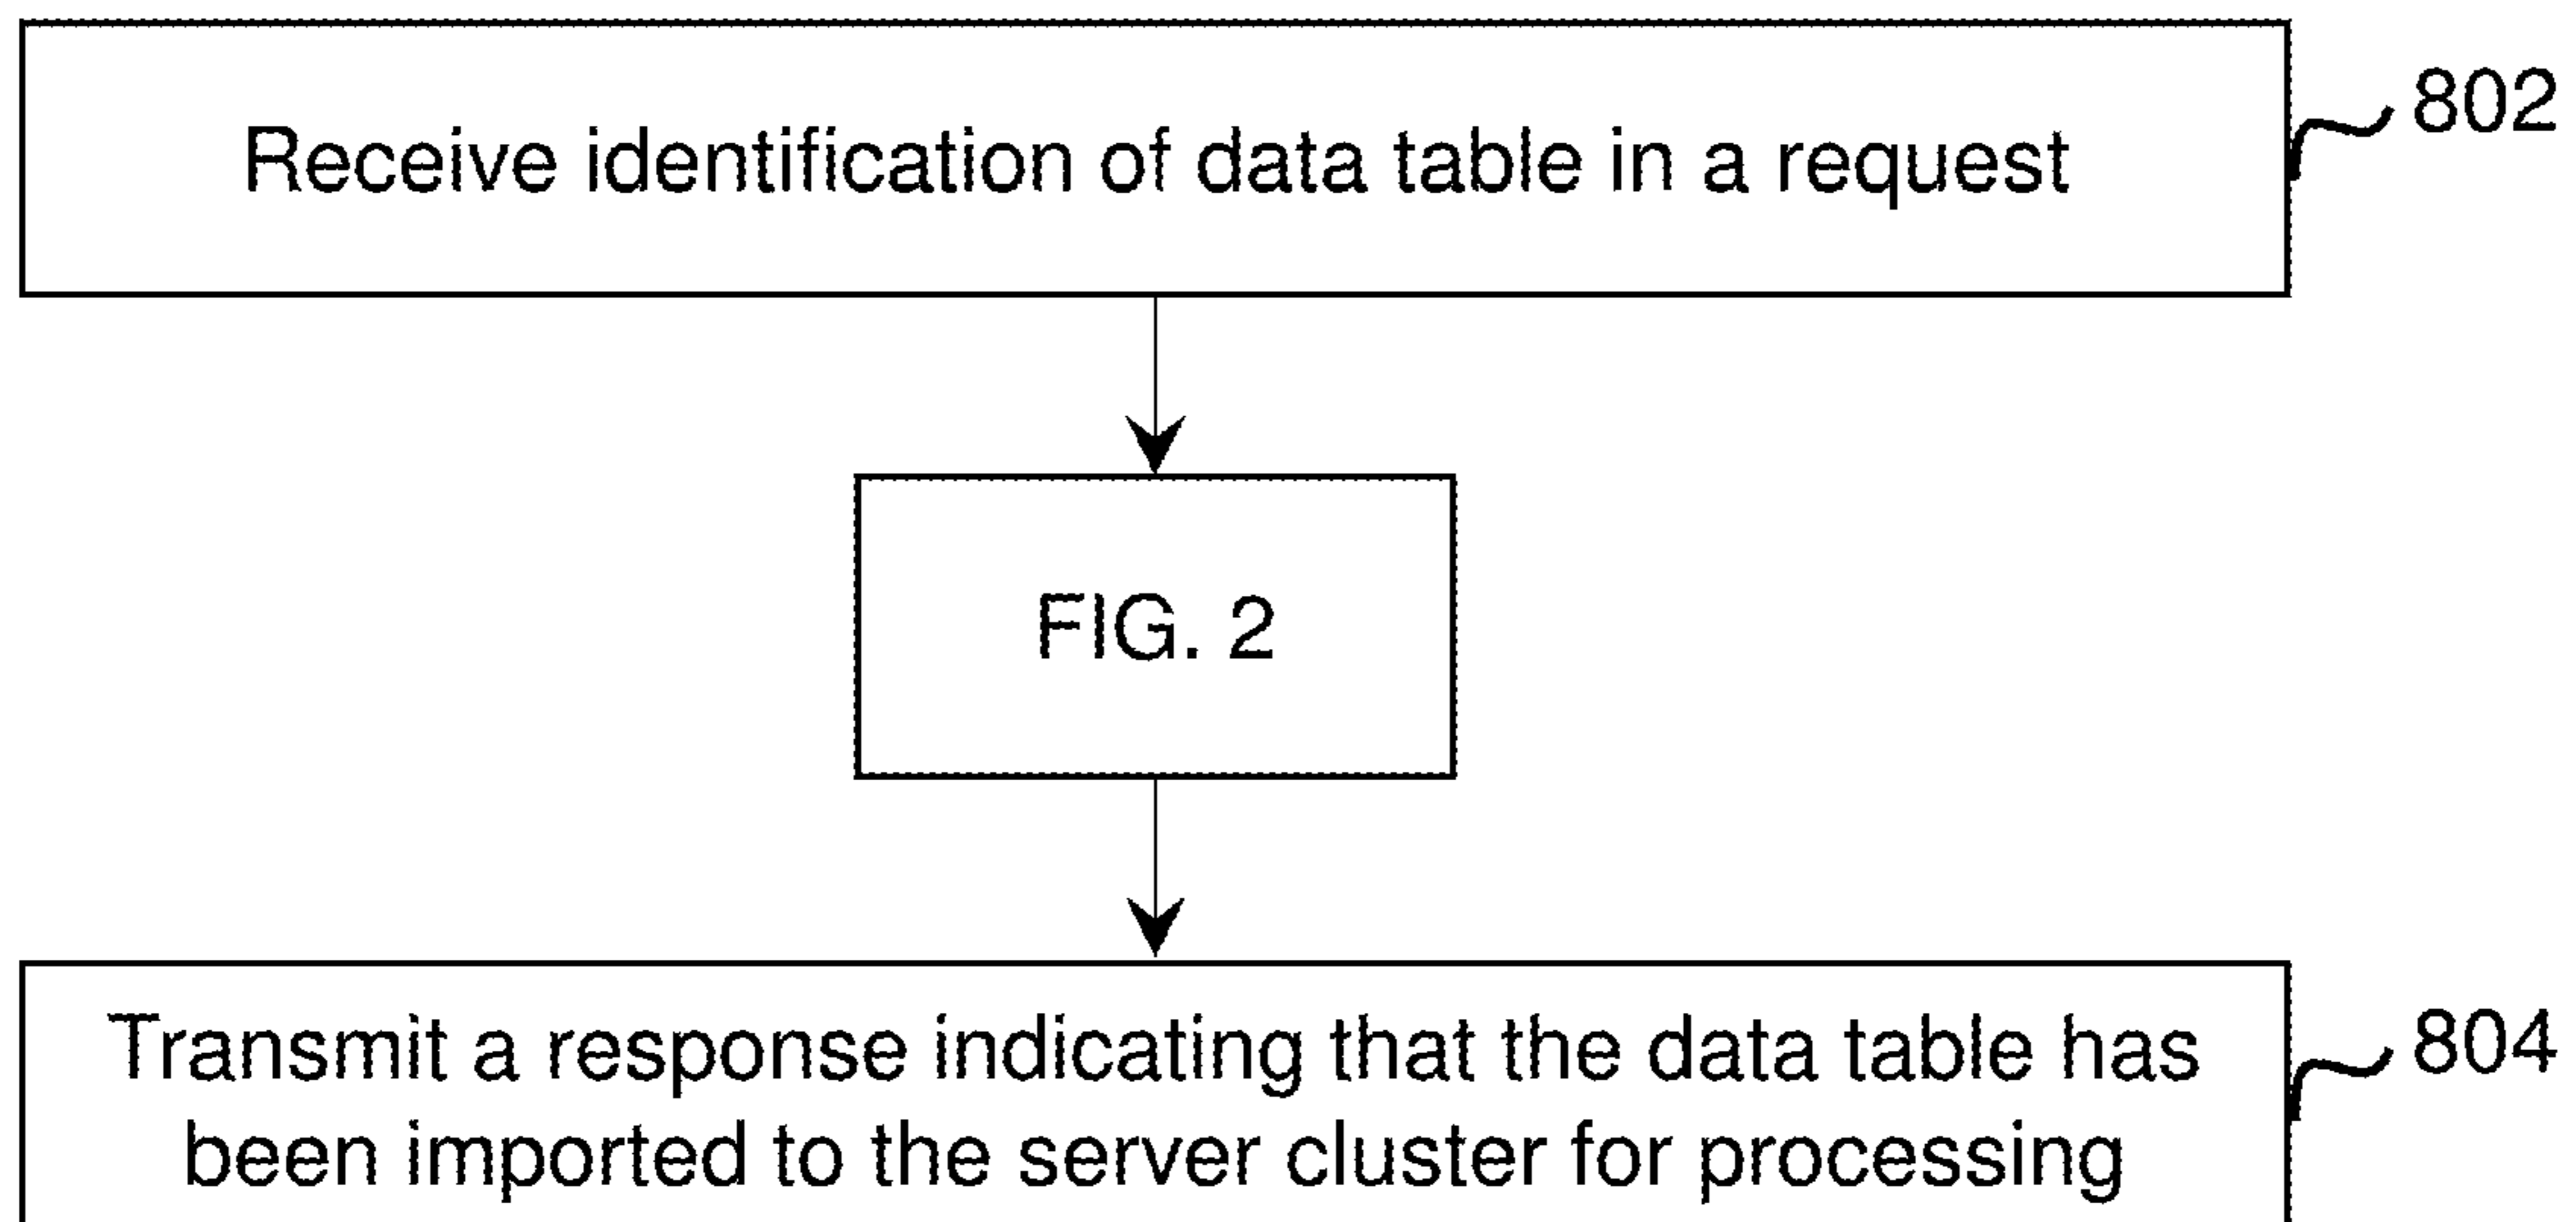 Receive identification of data table in a request
802
FIG. 2
Transmit a response indicating that the data table has
been imported to the server cluster for processing
804